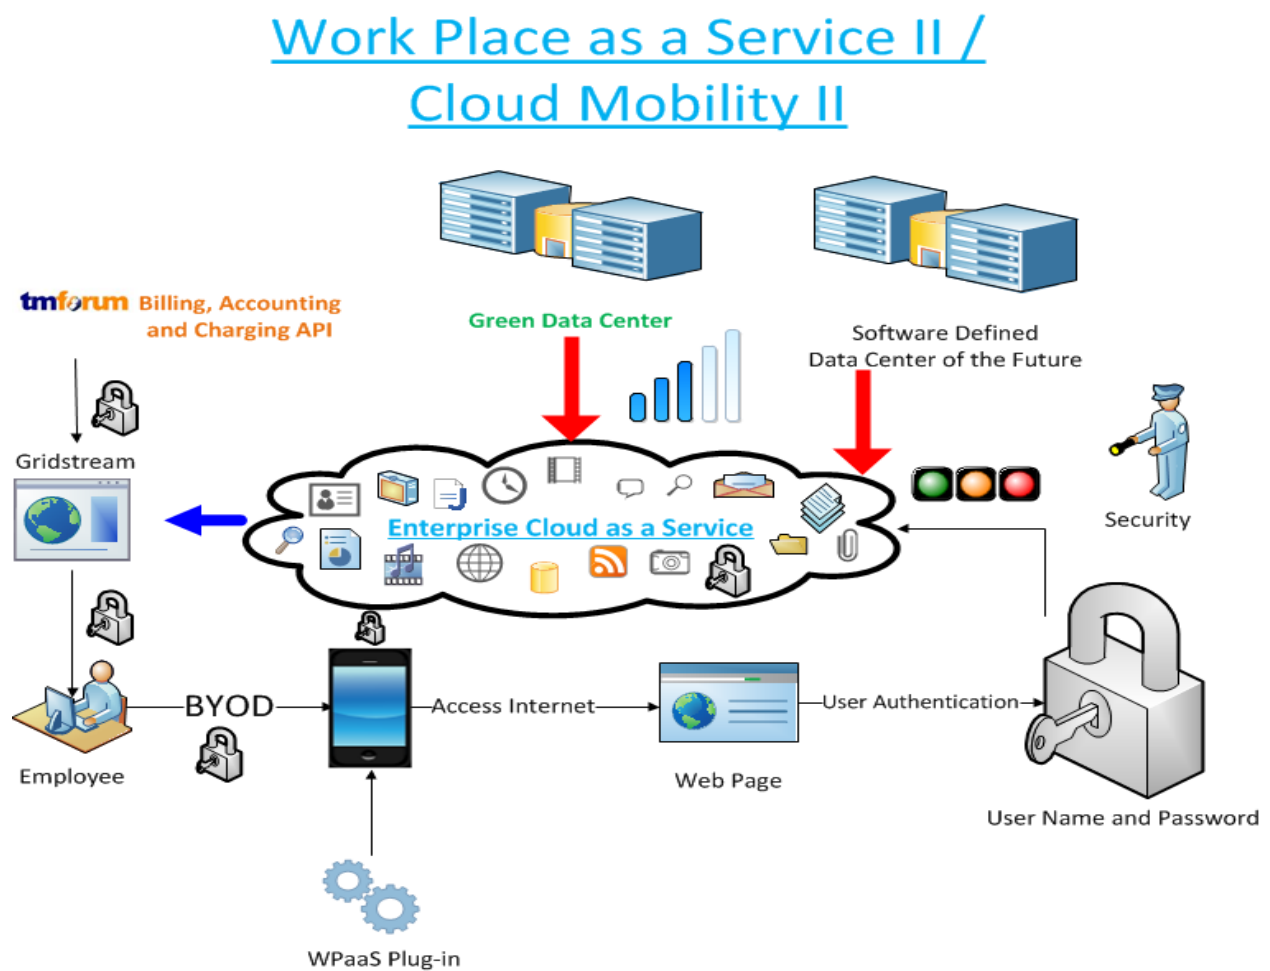 Work Place as a Service II /
Cloud Mobility II
tmforum Billing, Accounting
and Charging API
Green Data Center
Software Defined
Data Center of the Future
Gridstream
Security
Enterprise Cloud as a Service
BYOD
Access Internet
User Authentication
Employee
Web Page
User Name and Password
WPaaS Plug-in